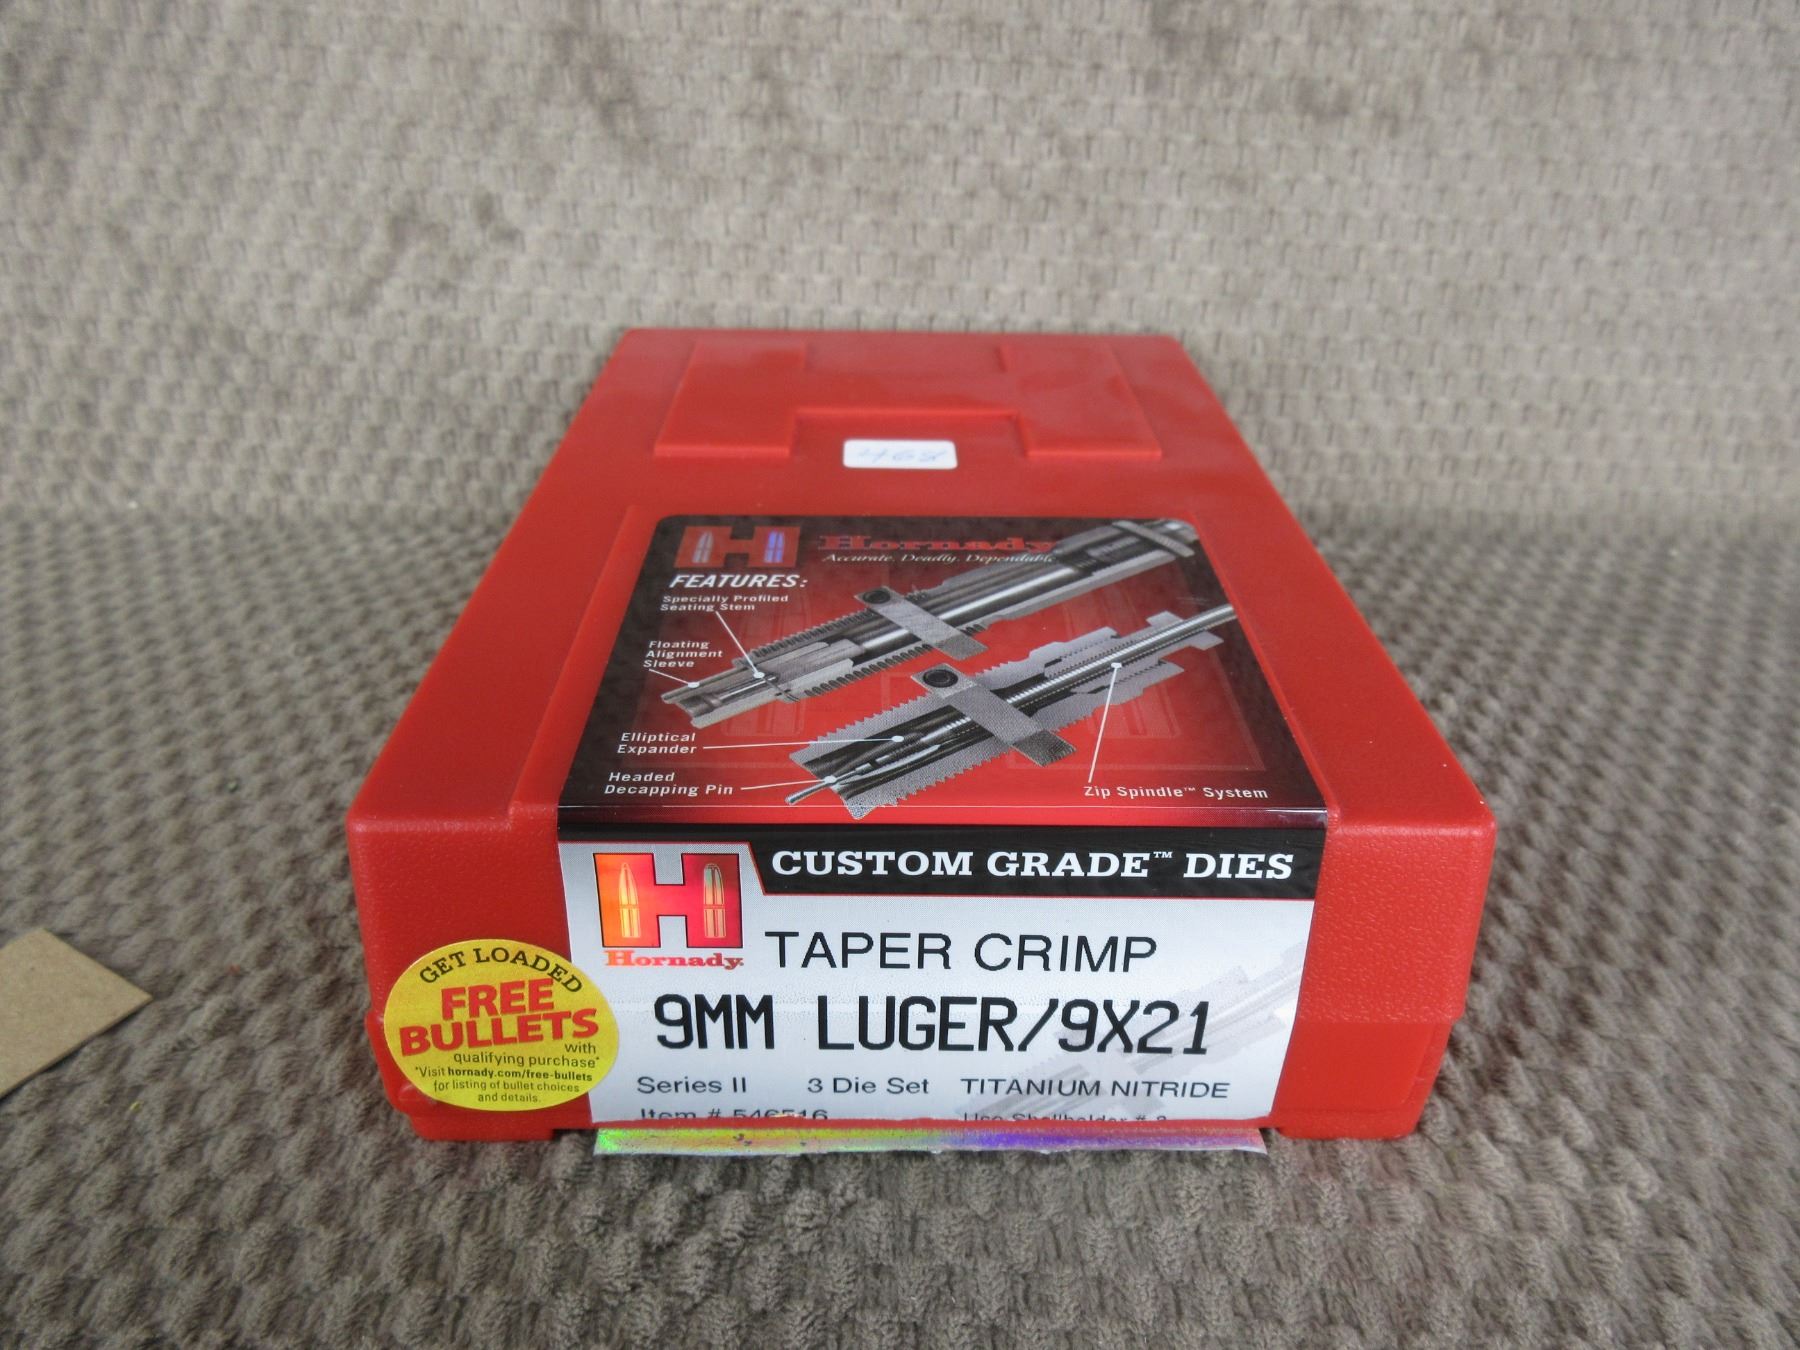 468
Hornady
Accurate. Deadly. Dependable
FEATURES:
Specially Profiled
Seating Stem
Floating
Alignment
Sleeve
Elliptical
Expander
Headed
Decapping Pin
Zip Spindle™ System
CUSTOM GRADE™ DIES
Hornady
TAPER CRIMP
9MM LUGER/9X21
Series II 3 Die Set TITANIUM NITRIDE
Item #
GET LOADED
FREE
BULLETS
with
qualifying purchase*
*Visit hornady.com/free-bullets
for listing of bullet choices
and details.